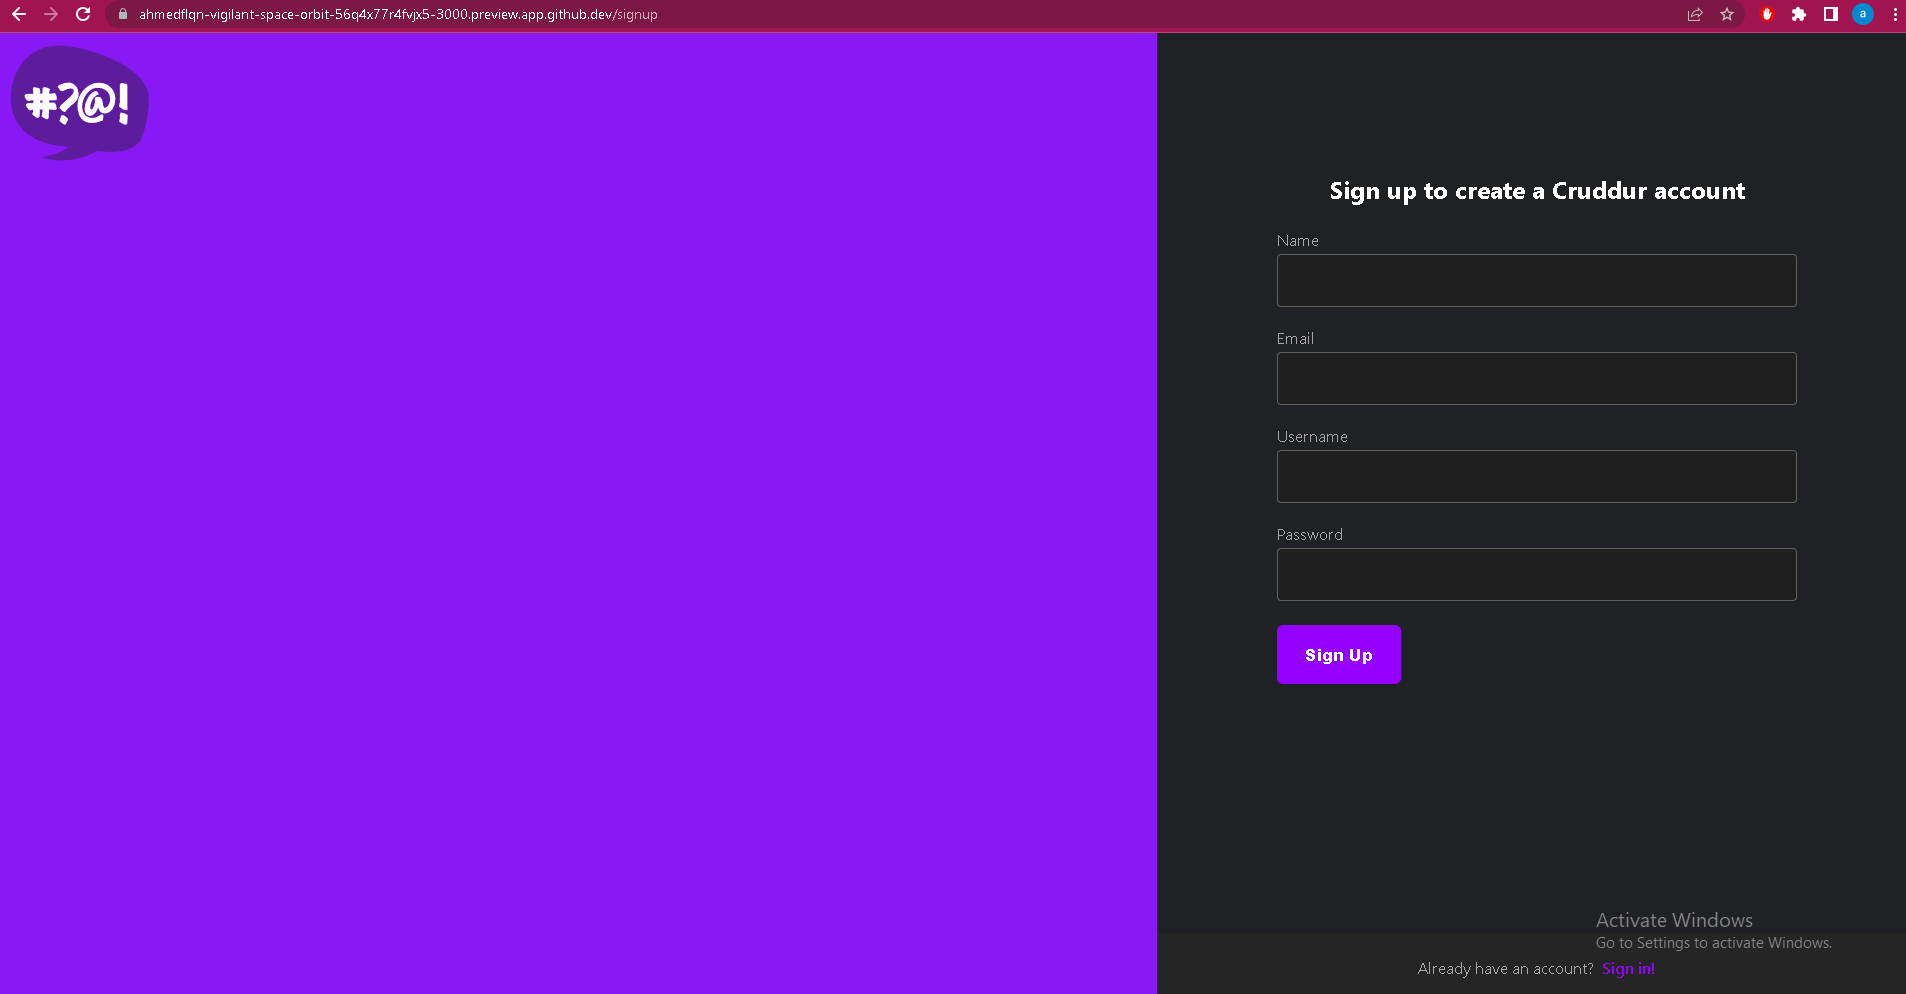 ahmedflqn-vigilant-space-orbit-56q4x77r4fvjx5-3000.preview.app.github.dev/signup
a
#?@!
Sign up to create a Cruddur account
Name
Email
Username
Password
Sign Up
Activate Windows
Go to Settings to activate Windows.
Already have an account? Sign in!